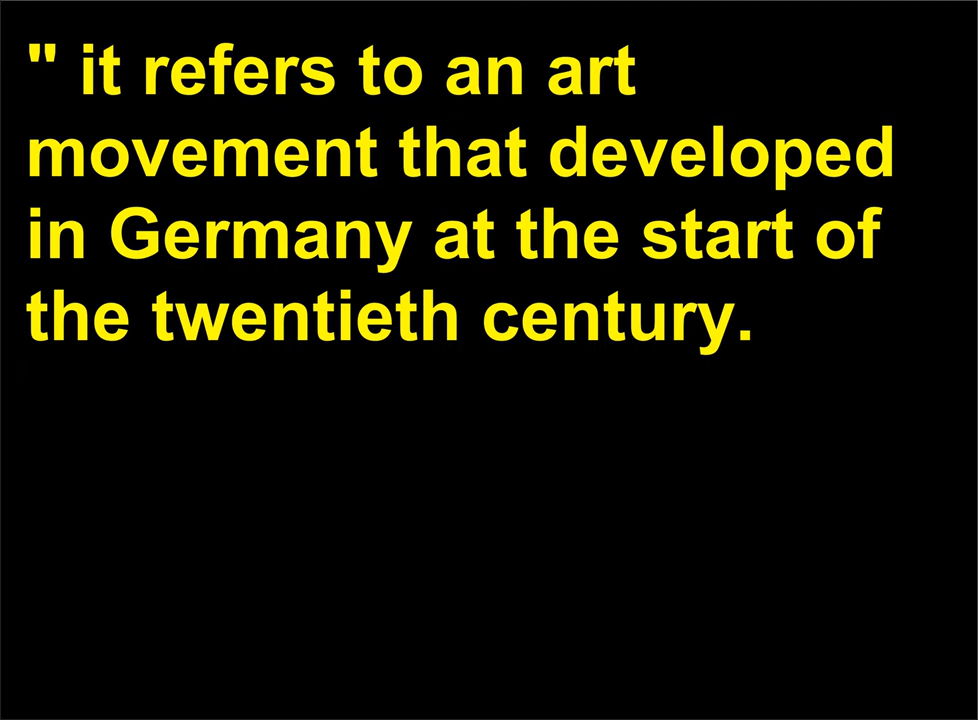 " it refers to an art
movement that developed
in Germany at the start of
the twentieth century.